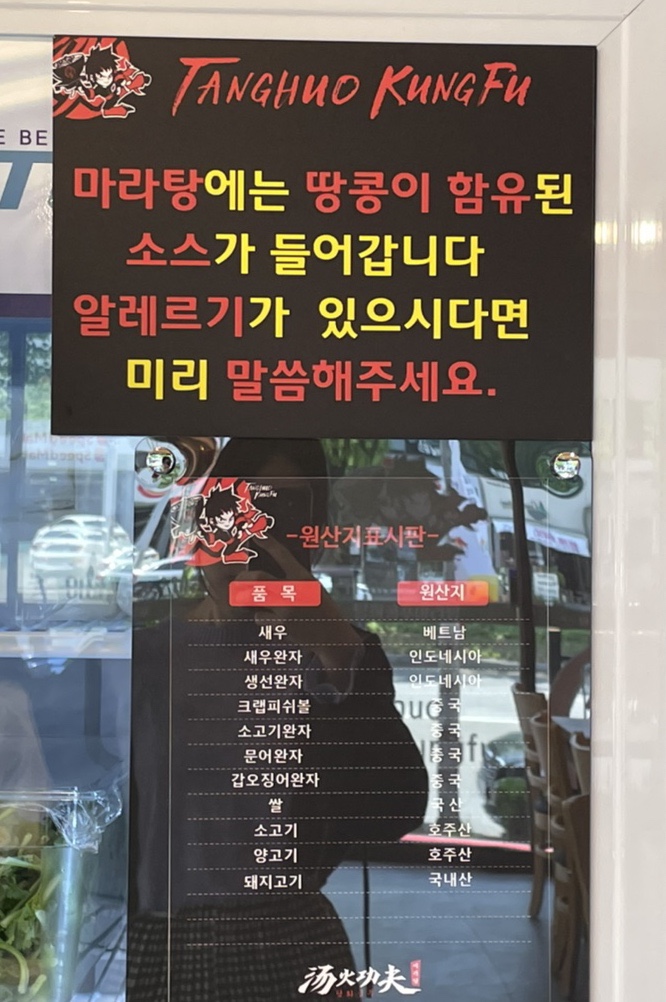 E BE
TANGHUO KUNGFU
마라탕에는 땅콩이 함유된
소스가 들어갑니다
알레르기가 있으시다면
미리 말씀해주세요.
TANGHUO
KUNGFU
-원산지표시판-
품 목 원산지
새우 베트남
새우완자 인도네시아
생선완자 인도네시아
크랩피쉬볼 중국
소고기완자 중국
문어완자 중국
갑오징어완자 중국
쌀 국산
소고기 호주산
양고기 호주산
돼지고기 국내산
汤火功夫